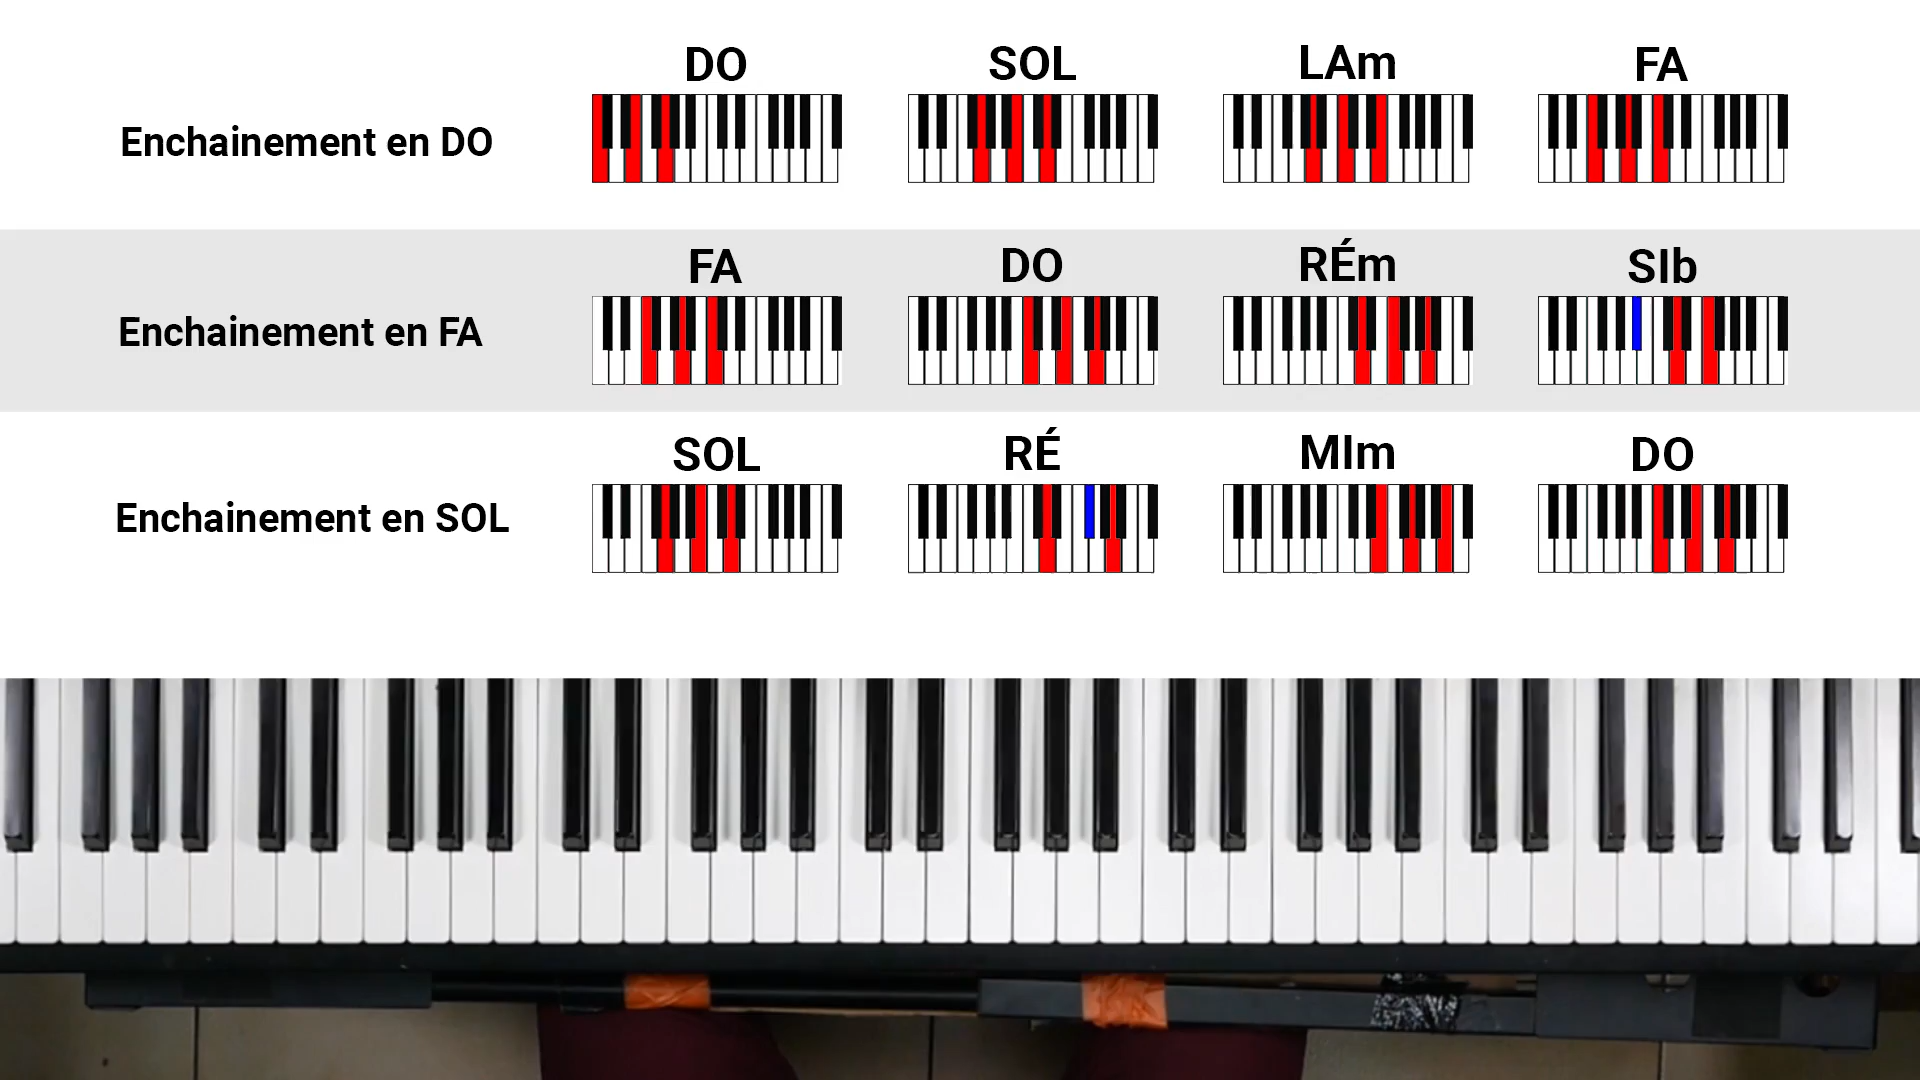 DO SOL LAm FA
Enchainement en DO
FA DO RÉm SIb
Enchainement en FA
SOL RÉ MIm DO
Enchainement en SOL